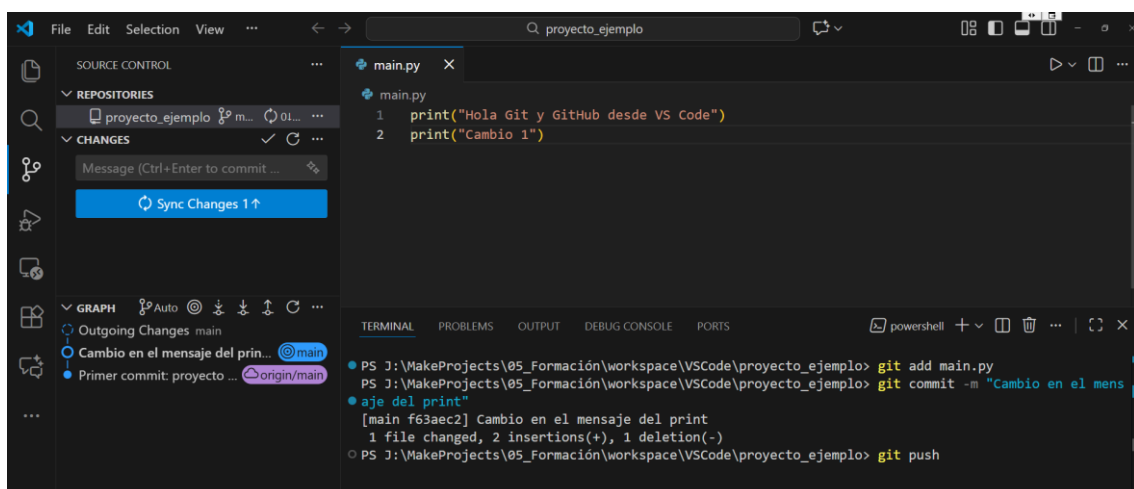 File Edit Selection View ...
proyecto_ejemplo
SOURCE CONTROL
REPOSITORIES
proyecto_ejemplo m...
CHANGES
Message (Ctrl+Enter to commit ...
Sync Changes 1↑
GRAPH Auto
Outgoing Changes main
Cambio en el mensaje del prin... main
Primer commit: proyecto ... origin/main
main.py
main.py
1 print("Hola Git y GitHub desde VS Code")
2 print("Cambio 1")
TERMINAL PROBLEMS OUTPUT DEBUG CONSOLE PORTS
powershell
PS J:\MakeProjects\05_Formación\workspace\VSCode\proyecto_ejemplo> git add main.py
PS J:\MakeProjects\05_Formación\workspace\VSCode\proyecto_ejemplo> git commit -m "Cambio en el mens
aje del print"
[main f63aec2] Cambio en el mensaje del print
1 file changed, 2 insertions(+), 1 deletion(-)
PS J:\MakeProjects\05_Formación\workspace\VSCode\proyecto_ejemplo> git push